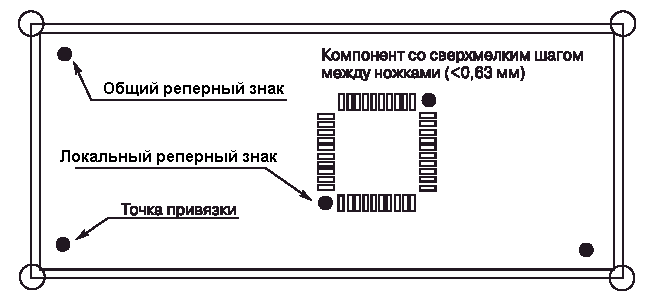 Компонент со сверхмелким шагом
между ножками (<0,63 мм)
Общий реперный знак
Локальный реперный знак
Точка привязки